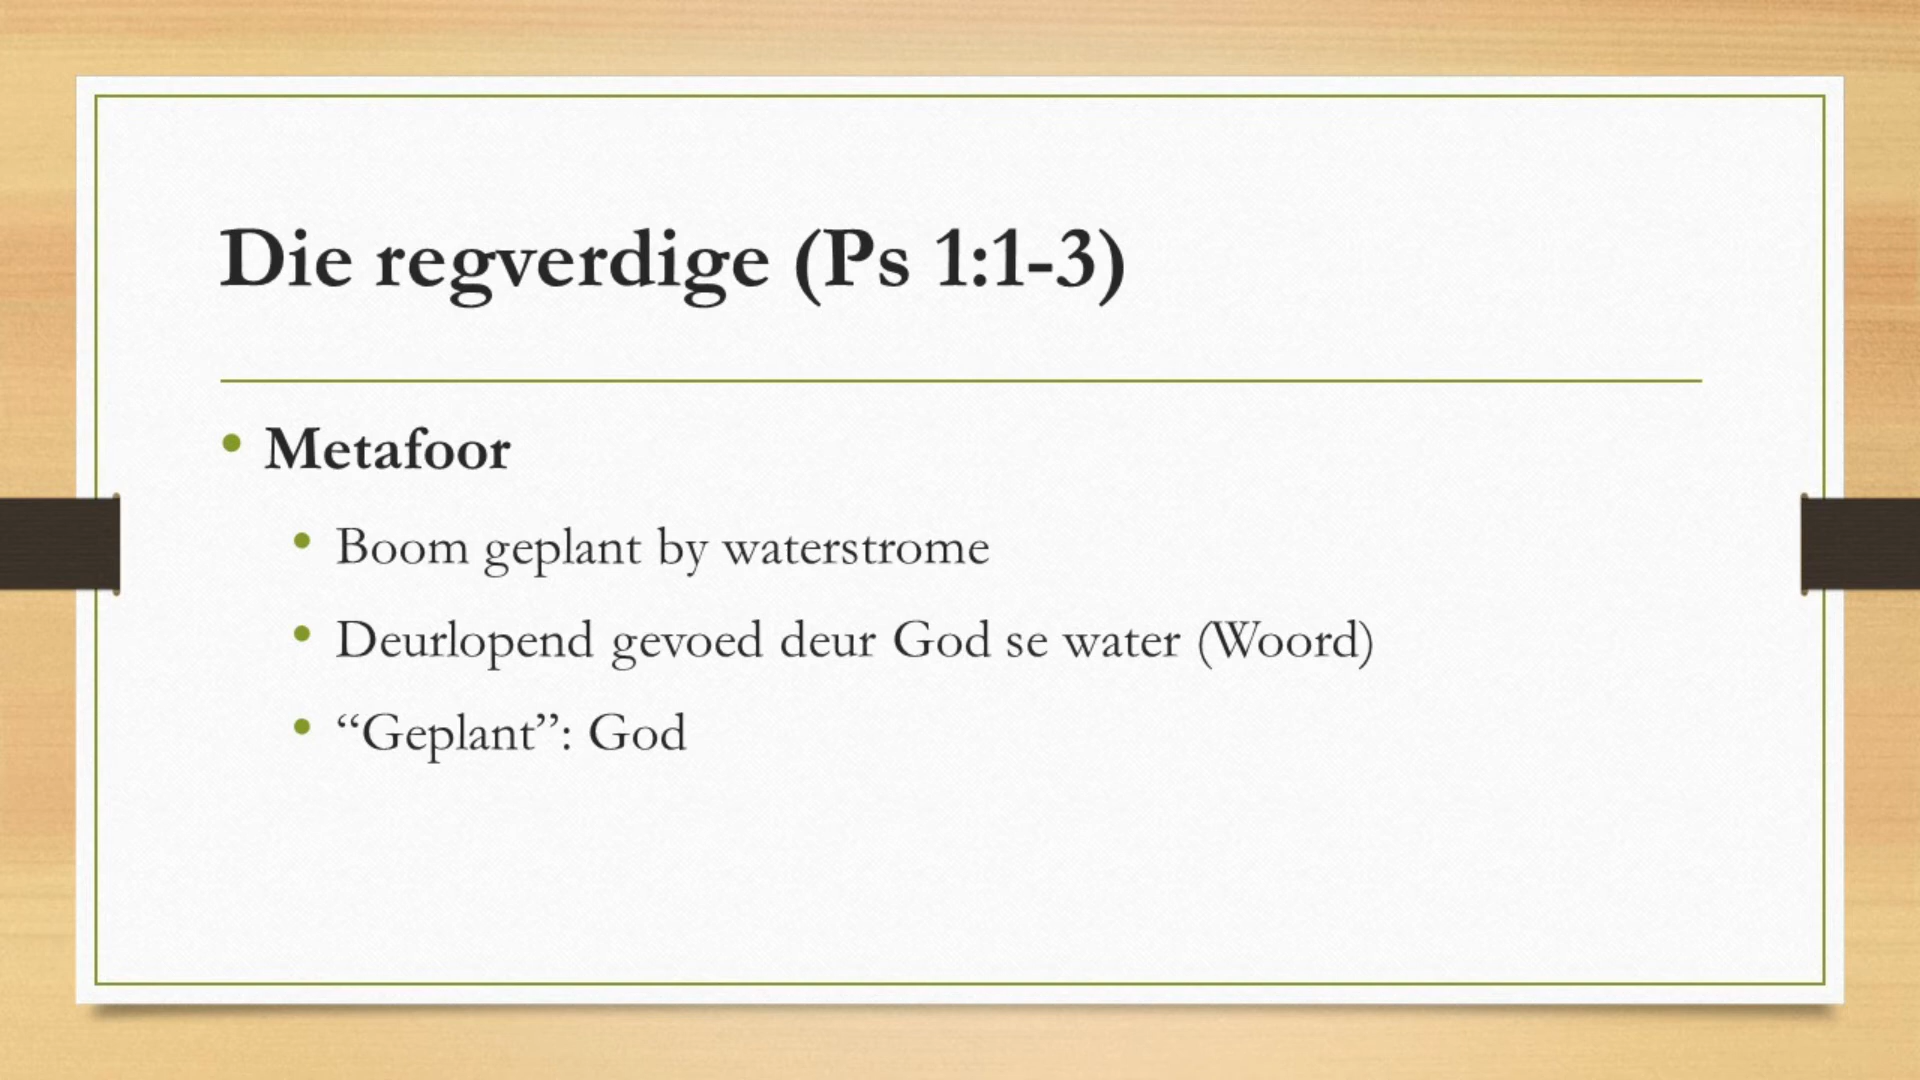 Die regverdige (Ps 1:1-3)
• Metafoor
• Boom geplant by waterstrome
• Deurlopend gevoed deur God se water (Woord)
• “Geplant”: God